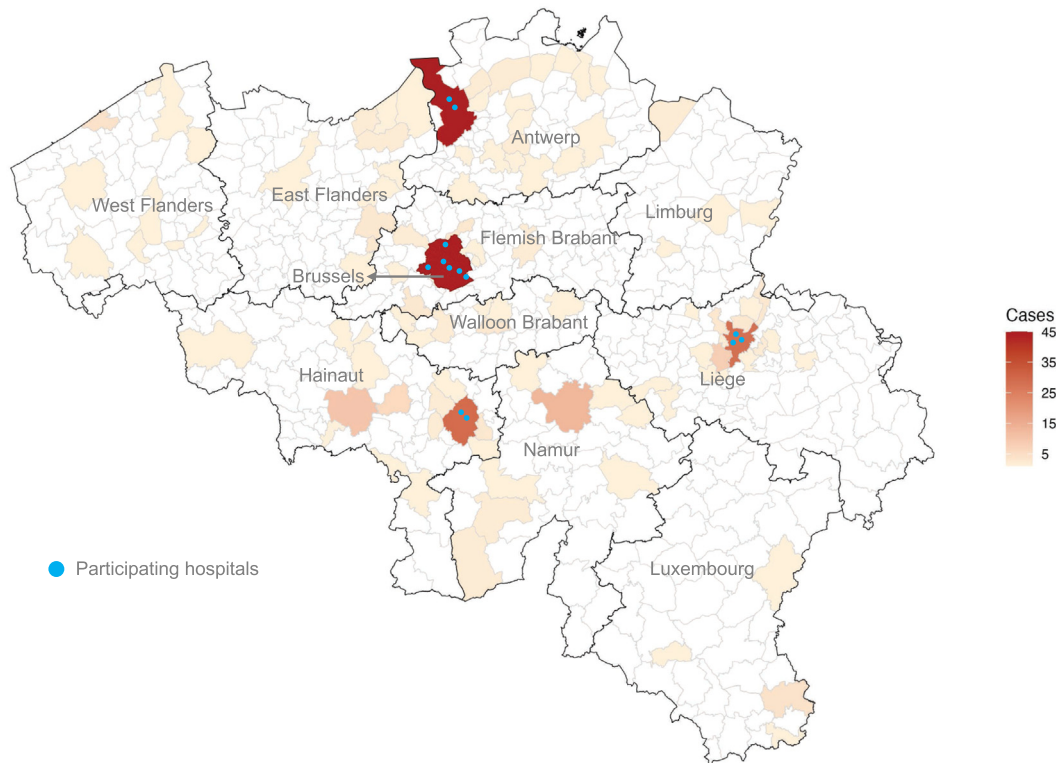 Antwerp
East Flanders
West Flanders
Limburg
Flemish Brabant
Brussels
Walloon Brabant
Cases
45
35
25
15
5
Hainaut
Liège
Namur
Luxembourg
Participating hospitals